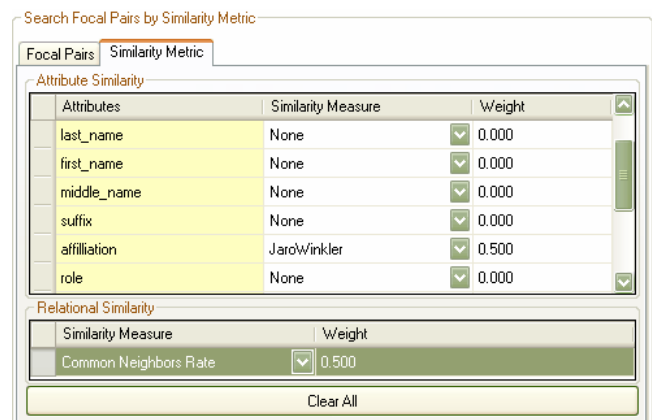 Search Focal Pairs by Similarity Metric
Focal Pairs Similarity Metric
Attribute Similarity
Attributes Similarity Measure Weight
last_name None 0.000
first_name None 0.000
middle_name None 0.000
suffix None 0.000
affilliation JaroWinkler 0.500
role None 0.000
Relational Similarity
Similarity Measure Weight
Common Neighbors Rate 0.500
Clear All